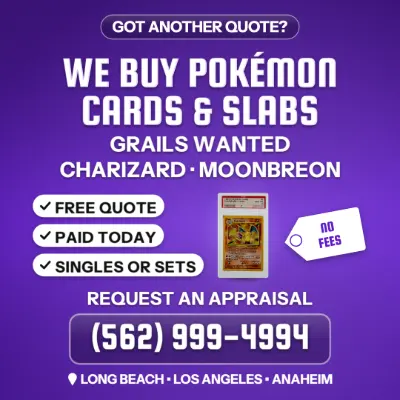 GOT ANOTHER QUOTE?
WE BUY POKÉMON
CARDS & SLABS
GRAILS WANTED
CHARIZARD · MOONBREON
FREE QUOTE
PAID TODAY
SINGLES OR SETS
NO
FEES
REQUEST AN APPRAISAL
(562) 999-4994
LONG BEACH • LOS ANGELES • ANAHEIM